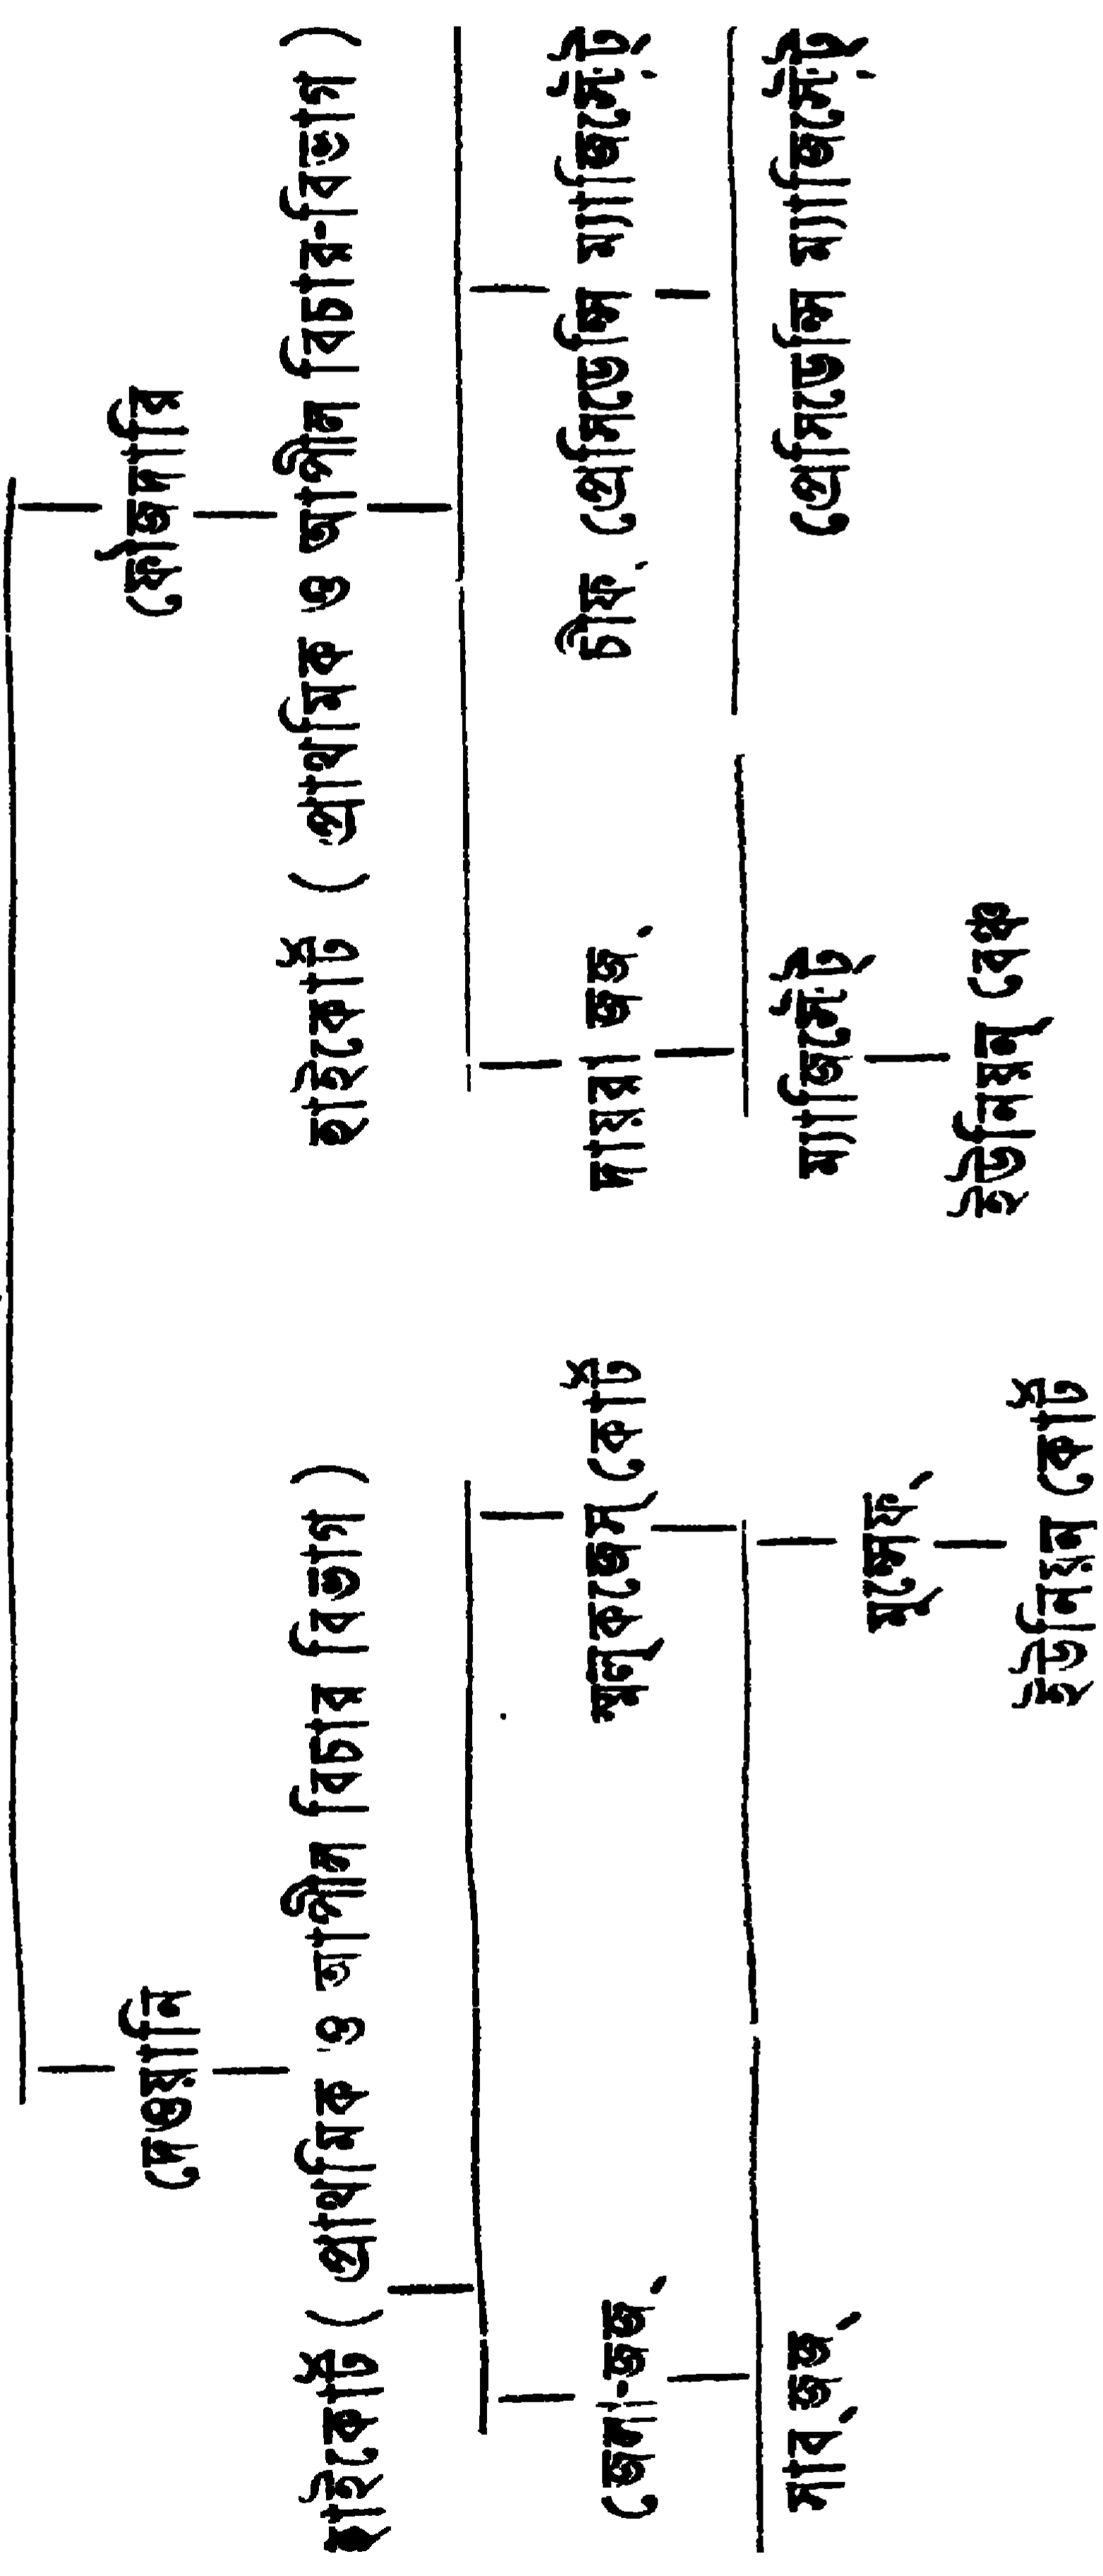 দেওয়ানি
ফৌজদারি
হাইকোর্ট ( প্রাথমিক ও আপীল বিচার বিভাগ )
হাইকোর্ট ( প্রাথমিক ও আপীল বিচার-বিভাগ )
জেলা-জজ্
স্মল্‌কজেস্ কোর্ট
দায়রা জজ্
চীফ্ প্রেসিডেন্সি ম্যাজিস্ট্রেট্
সাব্ জজ্
মুন্সেফ্
ম্যাজিস্ট্রেট্
প্রেসিডেন্সি ম্যাজিস্ট্রেট্
ইউনিয়ন কোর্ট
ইউনিয়ন্ বেঞ্চ